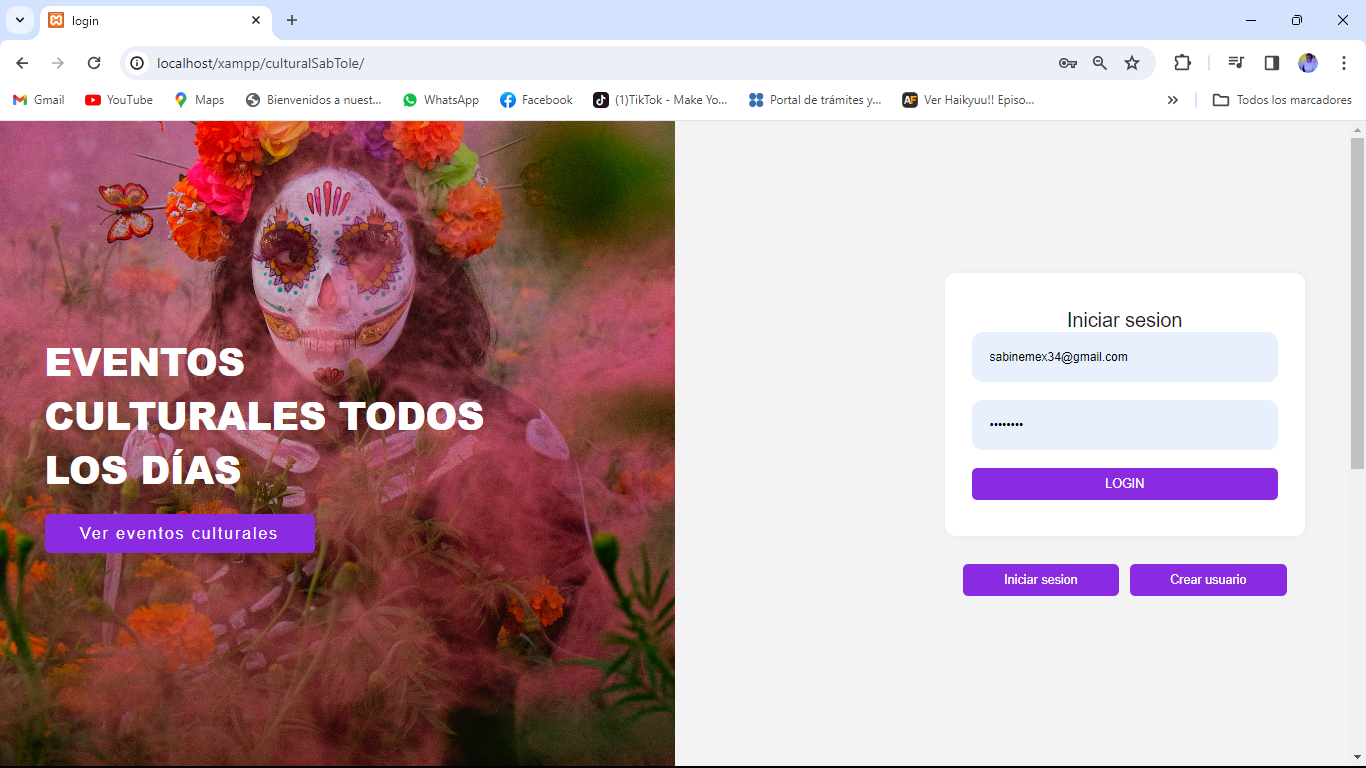 login
localhost/xampp/culturalSabTole/
Gmail
YouTube
Maps
Bienvenidos a nuest...
WhatsApp
Facebook
(1)TikTok - Make Yo...
Portal de trámites y...
AF
Ver Haikyuu!! Episo...
Todos los marcadores
EVENTOS
CULTURALES TODOS
LOS DÍAS
Ver eventos culturales
Iniciar sesion
sabinemex34@gmail.com
••••••••
LOGIN
Iniciar sesion
Crear usuario